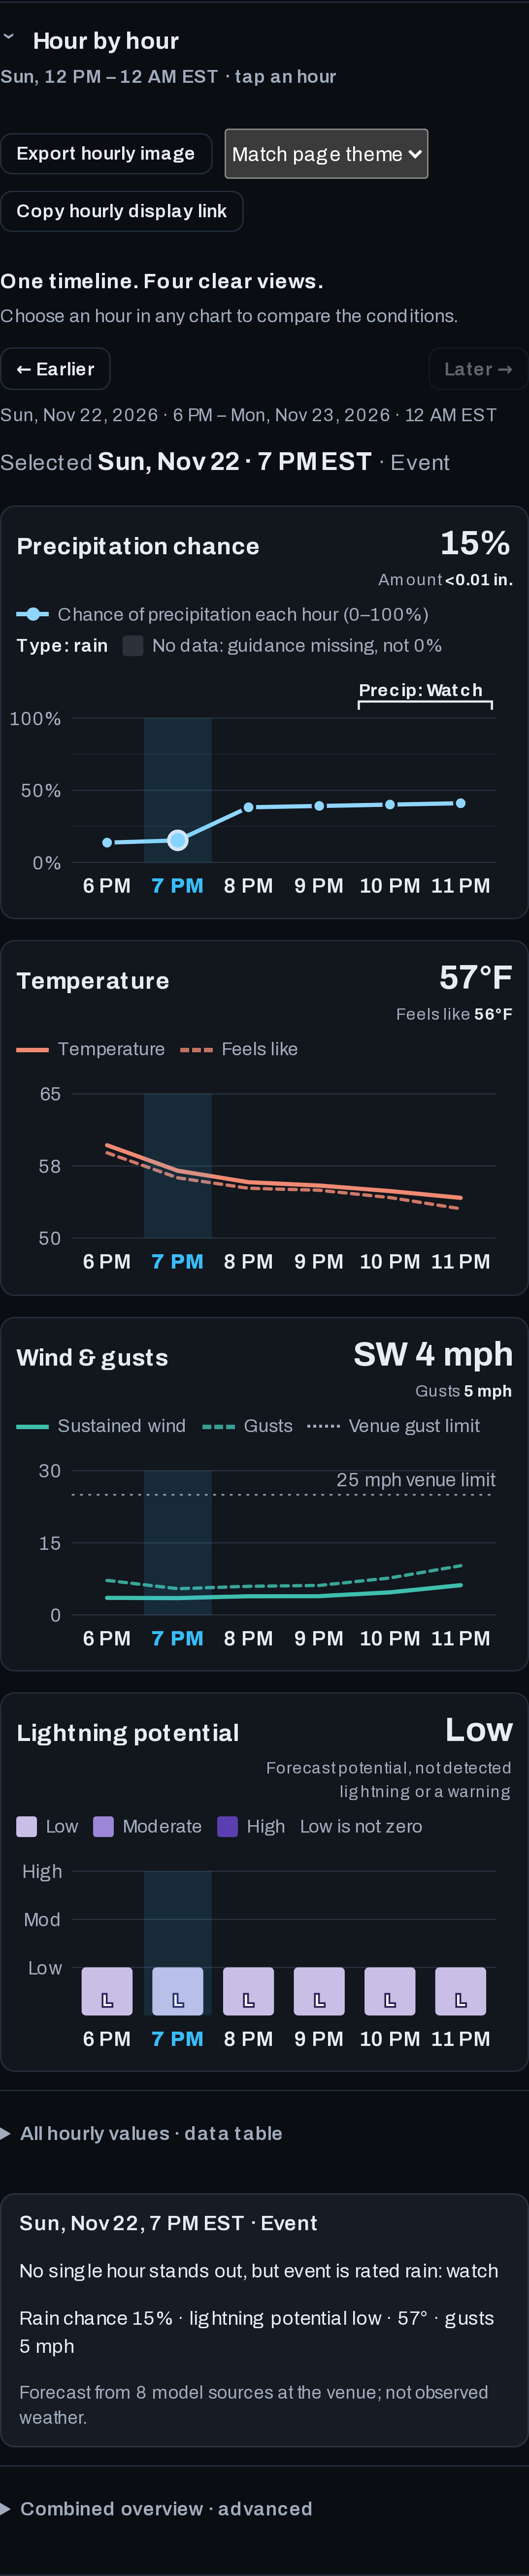 Hour by hour
Sun, 12 PM – 12 AM EST · tap an hour
Export hourly image
Match page theme
Copy hourly display link
One timeline. Four clear views.
Choose an hour in any chart to compare the conditions.
← Earlier
Later →
Sun, Nov 22, 2026 · 6 PM – Mon, Nov 23, 2026 · 12 AM EST
Selected Sun, Nov 22 · 7 PM EST · Event
Precipitation chance
15%
Amount <0.01 in.
Chance of precipitation each hour (0–100%)
Type: rain
No data: guidance missing, not 0%
Precip: Watch
100%
50%
0%
6 PM 7 PM 8 PM 9 PM 10 PM 11 PM
Temperature
57°F
Feels like 56°F
Temperature
Feels like
65
58
50
6 PM 7 PM 8 PM 9 PM 10 PM 11 PM
Wind & gusts
SW 4 mph
Gusts 5 mph
Sustained wind
Gusts
Venue gust limit
30
25 mph venue limit
15
0
6 PM 7 PM 8 PM 9 PM 10 PM 11 PM
Lightning potential
Low
Forecast potential, not detected
lightning or a warning
Low
Moderate
High
Low is not zero
High
Mod
Low
L L L L L L
6 PM 7 PM 8 PM 9 PM 10 PM 11 PM
All hourly values · data table
Sun, Nov 22, 7 PM EST · Event
No single hour stands out, but event is rated rain: watch
Rain chance 15% · lightning potential low · 57° · gusts
5 mph
Forecast from 8 model sources at the venue; not observed
weather.
Combined overview · advanced